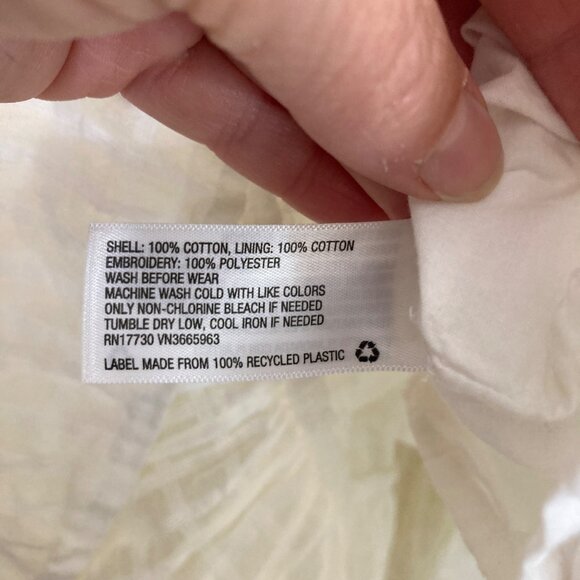 SHELL: 100% COTTON, LINING: 100% COTTON
EMBROIDERY: 100% POLYESTER
WASH BEFORE WEAR
MACHINE WASH COLD WITH LIKE COLORS
ONLY NON-CHLORINE BLEACH IF NEEDED
TUMBLE DRY LOW, COOL IRON IF NEEDED
RN17730 VN3665963
LABEL MADE FROM 100% RECYCLED PLASTIC